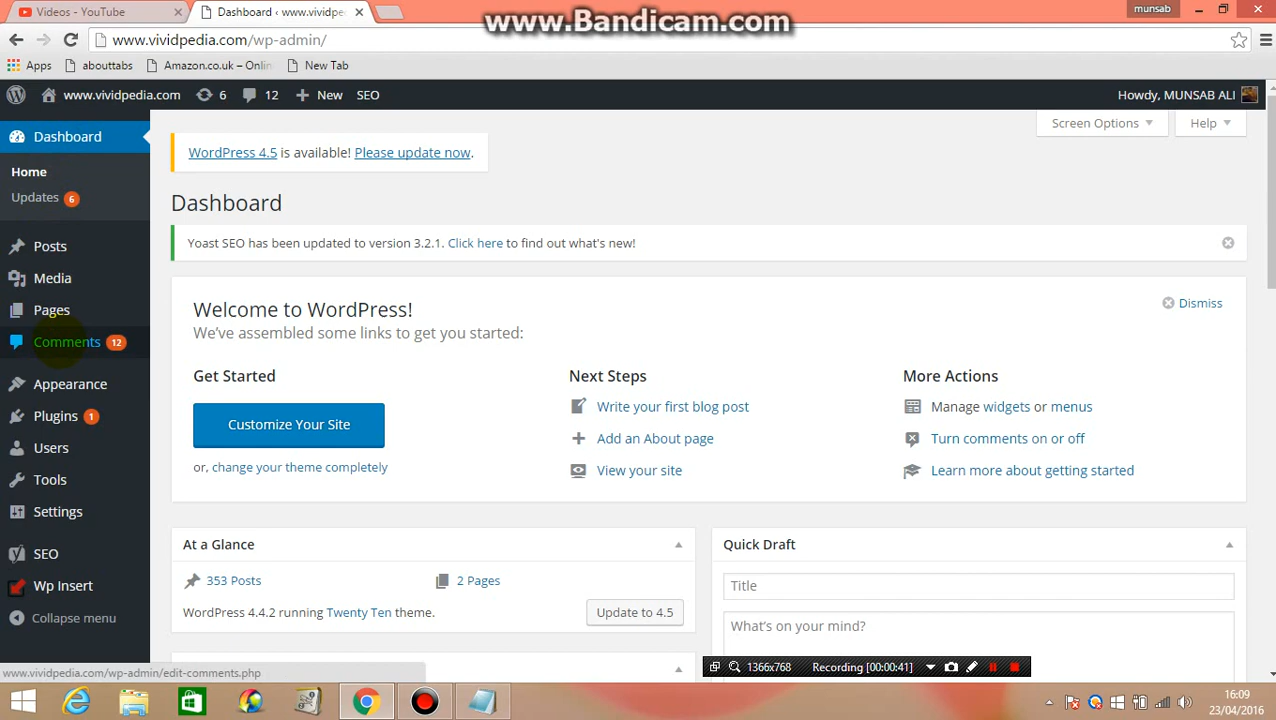 Videos - YouTube
Dashboard ‹ www.vividpe
www.Bandicam.com
munsab
www.vividpedia.com/wp-admin/
Apps
abouttabs
Amazon.co.uk – Onlin
New Tab
www.vividpedia.com
6
12
New
SEO
Howdy, MUNSAB ALI
Dashboard
Home
Updates 6
Posts
Media
Pages
Comments 12
Appearance
Plugins 1
Users
Tools
Settings
SEO
Wp Insert
Collapse menu
Screen Options
Help
WordPress 4.5 is available! Please update now.
Dashboard
Yoast SEO has been updated to version 3.2.1. Click here to find out what's new!
Welcome to WordPress!
Dismiss
We've assembled some links to get you started:
Get Started
Customize Your Site
or, change your theme completely
Next Steps
Write your first blog post
Add an About page
View your site
More Actions
Manage widgets or menus
Turn comments on or off
Learn more about getting started
At a Glance
353 Posts
2 Pages
WordPress 4.4.2 running Twenty Ten theme.
Update to 4.5
Quick Draft
Title
What's on your mind?
www.vividpedia.com/wp-admin/edit-comments.php
1366x768
Recording [00:00:41]
16:09
23/04/2016